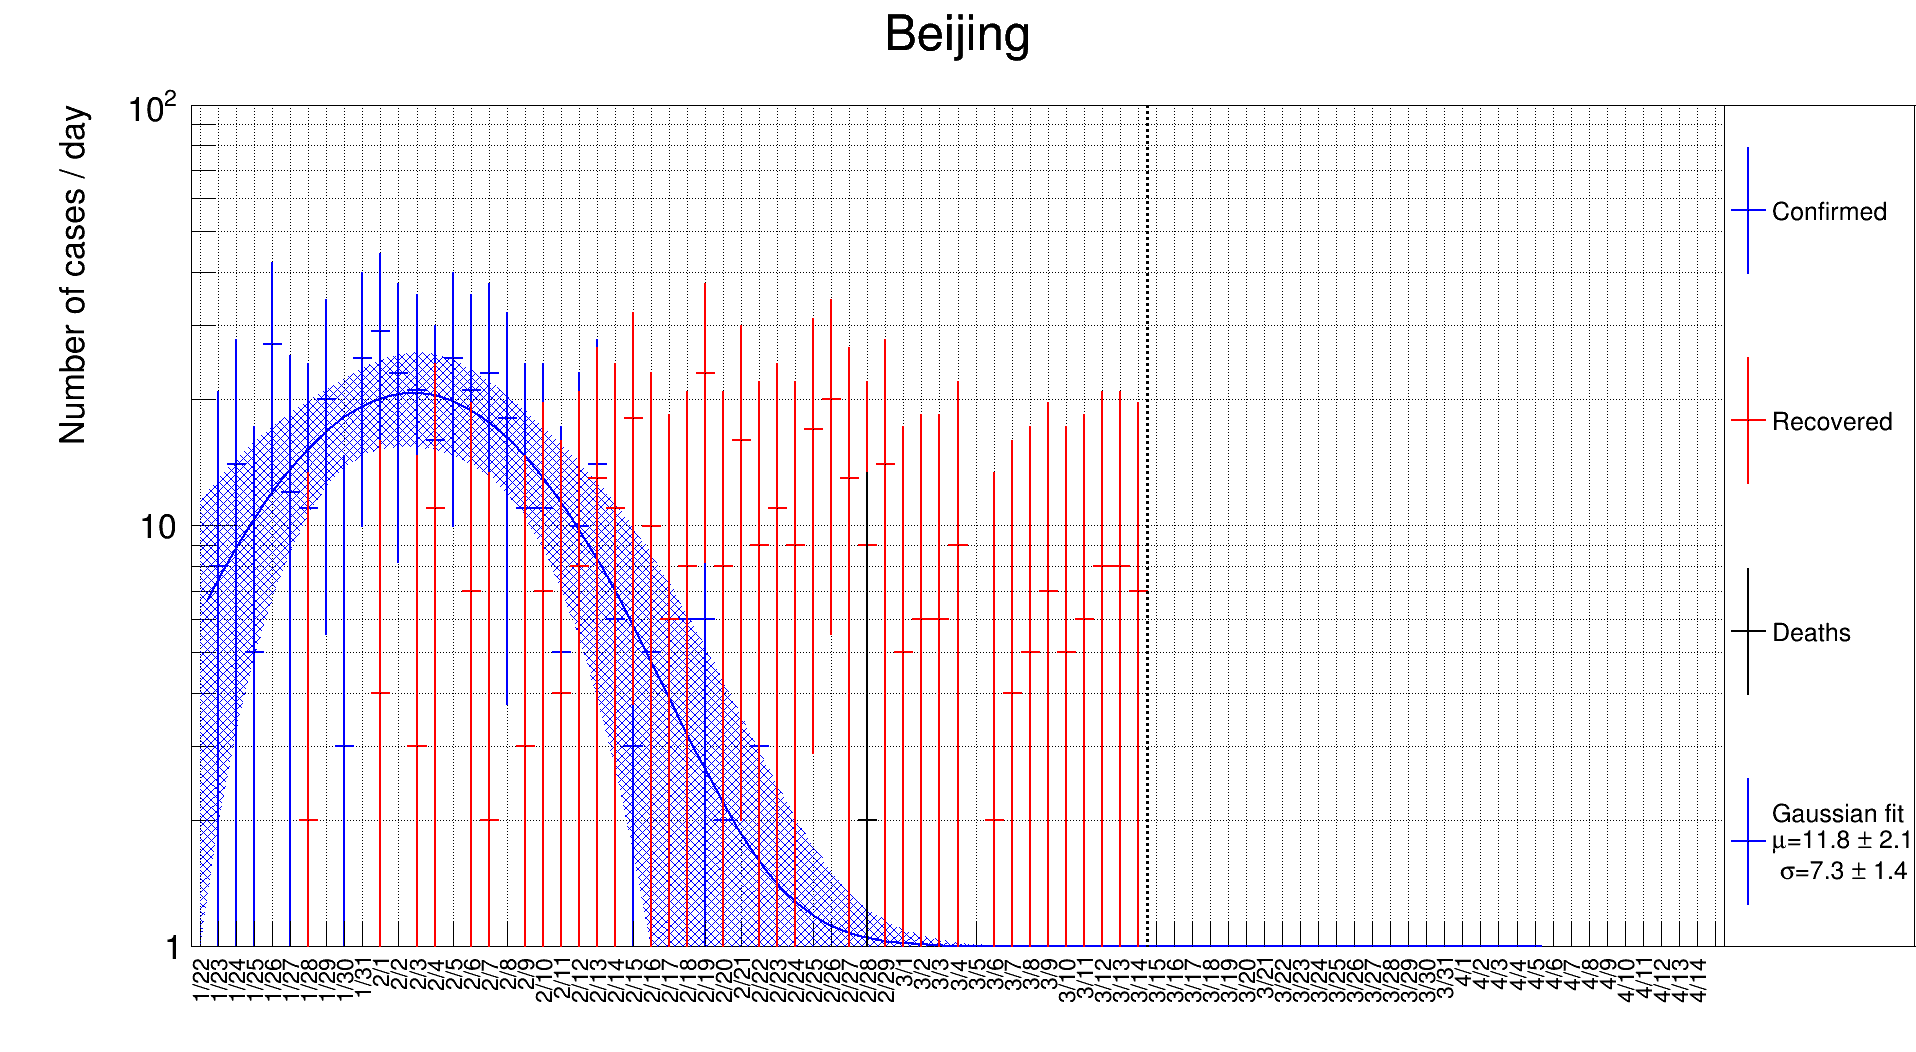 Beijing
Number of cases / day
10²
10
1
1/22 1/23 1/24 1/25 1/26 1/27 1/28 1/29 1/30 1/31 2/1 2/2 2/3 2/4 2/5 2/6 2/7 2/8 2/9 2/10 2/11 2/12 2/13 2/14 2/15 2/16 2/17 2/18 2/19 2/20 2/21 2/22 2/23 2/24 2/25 2/26 2/27 2/28 2/29 3/1 3/2 3/3 3/4 3/5 3/6 3/7 3/8 3/9 3/10 3/11 3/12 3/13 3/14 3/15 3/16 3/17 3/18 3/19 3/20 3/21 3/22 3/23 3/24 3/25 3/26 3/27 3/28 3/29 3/30 3/31 4/1 4/2 4/3 4/4 4/5 4/6 4/7 4/8 4/9 4/10 4/11 4/12 4/13 4/14
Confirmed
Recovered
Deaths
Gaussian fit
μ=11.8 ± 2.1
σ=7.3 ± 1.4